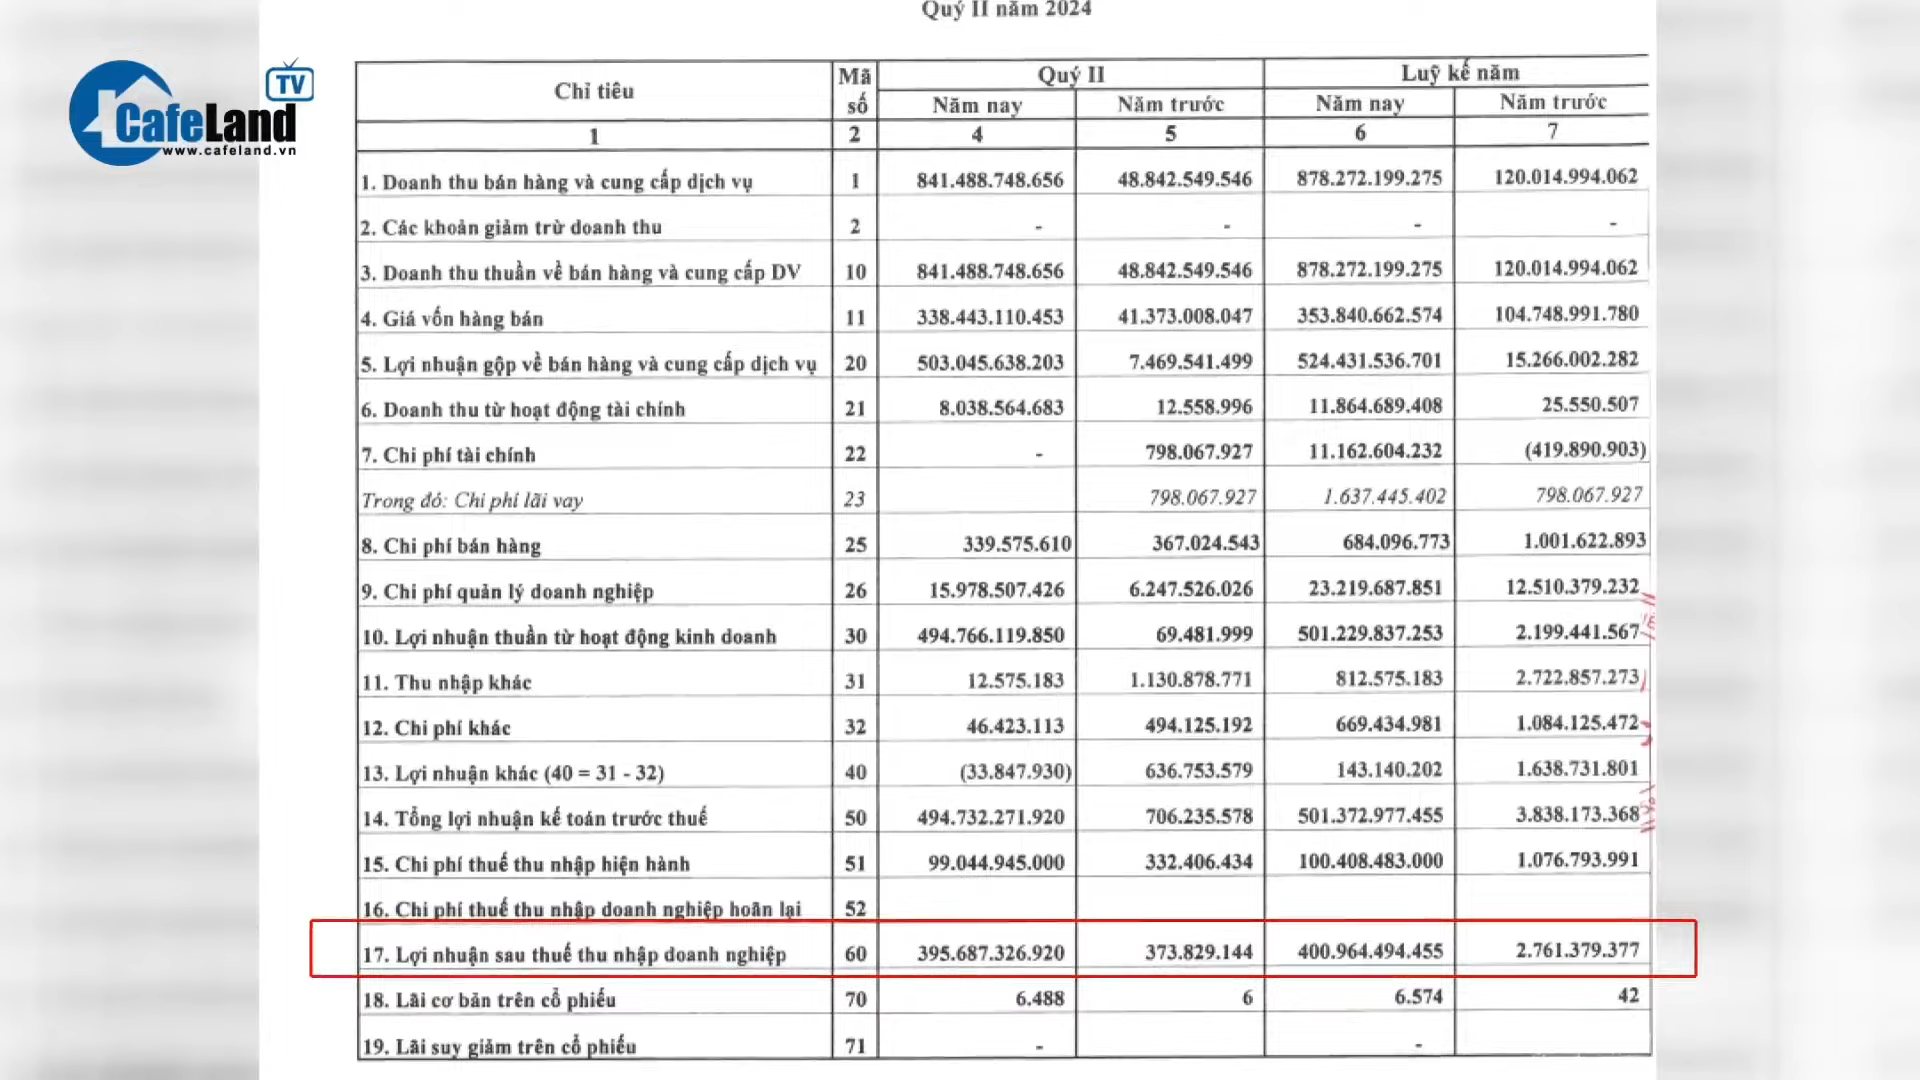 Quý II năm 2024
CafeLand TV
www.cafeland.vn
Chỉ tiêu Mã số Quý II Luỹ kế năm
Năm nay Năm trước Năm nay Năm trước
1 2 4 5 6 7
1. Doanh thu bán hàng và cung cấp dịch vụ 1 841.488.748.656 48.842.549.546 878.272.199.275 120.014.994.062
2. Các khoản giảm trừ doanh thu 2 - - - -
3. Doanh thu thuần về bán hàng và cung cấp DV 10 841.488.748.656 48.842.549.546 878.272.199.275 120.014.994.062
4. Giá vốn hàng bán 11 338.443.110.453 41.373.008.047 353.840.662.574 104.748.991.780
5. Lợi nhuận gộp về bán hàng và cung cấp dịch vụ 20 503.045.638.203 7.469.541.499 524.431.536.701 15.266.002.282
6. Doanh thu từ hoạt động tài chính 21 8.038.564.683 12.558.996 11.864.689.408 25.550.507
7. Chi phí tài chính 22 - 798.067.927 11.162.604.232 (419.890.903)
Trong đó: Chi phí lãi vay 23 798.067.927 1.637.445.402 798.067.927
8. Chi phí bán hàng 25 339.575.610 367.024.543 684.096.773 1.001.622.893
9. Chi phí quản lý doanh nghiệp 26 15.978.507.426 6.247.526.026 23.219.687.851 12.510.379.232
10. Lợi nhuận thuần từ hoạt động kinh doanh 30 494.766.119.850 69.481.999 501.229.837.253 2.199.441.567
11. Thu nhập khác 31 12.575.183 1.130.878.771 812.575.183 2.722.857.273
12. Chi phí khác 32 46.423.113 494.125.192 669.434.981 1.084.125.472
13. Lợi nhuận khác (40 = 31 - 32) 40 (33.847.930) 636.753.579 143.140.202 1.638.731.801
14. Tổng lợi nhuận kế toán trước thuế 50 494.732.271.920 706.235.578 501.372.977.455 3.838.173.368
15. Chi phí thuế thu nhập hiện hành 51 99.044.945.000 332.406.434 100.408.483.000 1.076.793.991
16. Chi phí thuế thu nhập doanh nghiệp hoãn lại 52
17. Lợi nhuận sau thuế thu nhập doanh nghiệp 60 395.687.326.920 373.829.144 400.964.494.455 2.761.379.377
18. Lãi cơ bản trên cổ phiếu 70 6.488 6 6.574 42
19. Lãi suy giảm trên cổ phiếu 71 - -